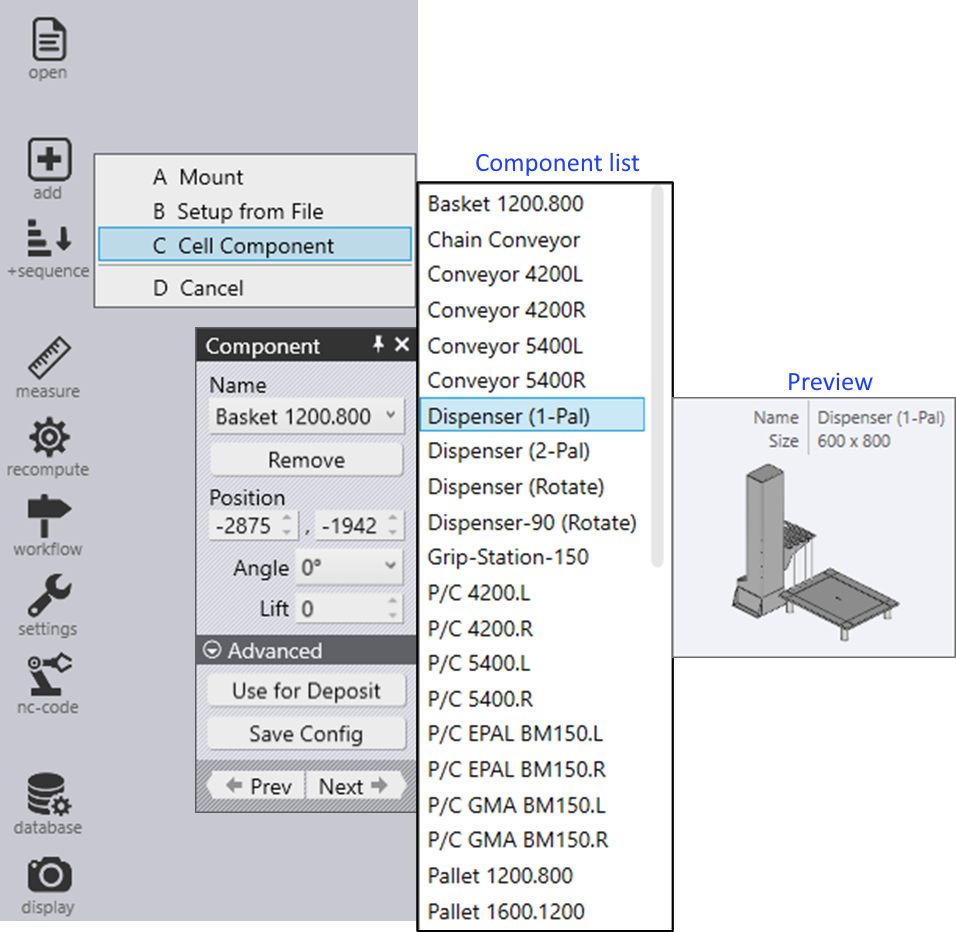 open
add
+sequence
measure
recompute
workflow
settings
nc-code
database
display
A Mount
B Setup from File
C Cell Component
D Cancel
Component
Name
Basket 1200.800
Remove
Position
-2875 , -1942
Angle 0°
Lift 0
Advanced
Use for Deposit
Save Config
Prev Next
Component list
Basket 1200.800
Chain Conveyor
Conveyor 4200L
Conveyor 4200R
Conveyor 5400L
Conveyor 5400R
Dispenser (1-Pal)
Dispenser (2-Pal)
Dispenser (Rotate)
Dispenser-90 (Rotate)
Grip-Station-150
P/C 4200.L
P/C 4200.R
P/C 5400.L
P/C 5400.R
P/C EPAL BM150.L
P/C EPAL BM150.R
P/C GMA BM150.L
P/C GMA BM150.R
Pallet 1200.800
Pallet 1600.1200
Preview
Name Dispenser (1-Pal)
Size 600 x 800